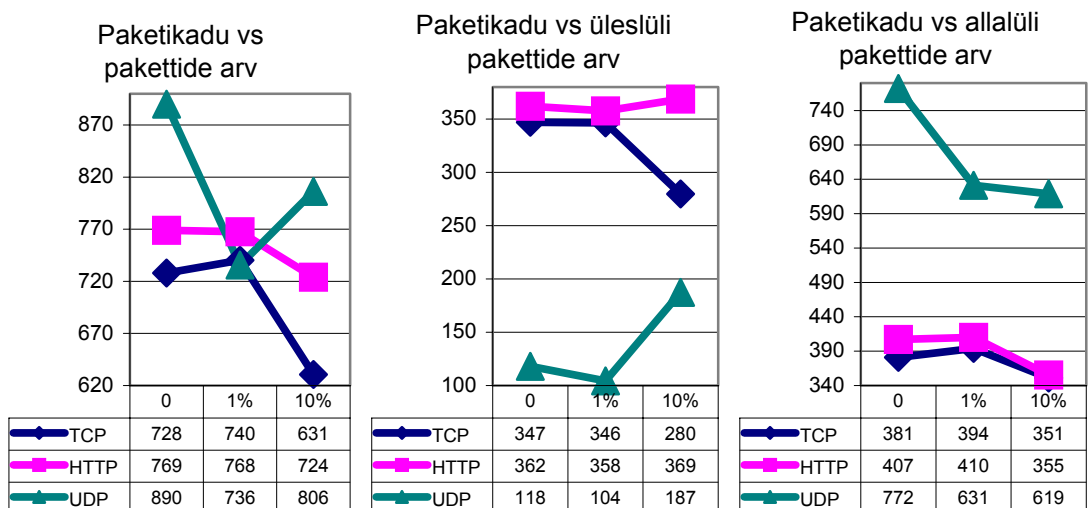 Paketikadu vs
pakettide arv
870
820
770
720
670
620
0 1% 10%
TCP 728 740 631
HTTP 769 768 724
UDP 890 736 806
Paketikadu vs üleslüli
pakettide arv
350
300
250
200
150
100
0 1% 10%
TCP 347 346 280
HTTP 362 358 369
UDP 118 104 187
Paketikadu vs allalüli
pakettide arv
740
690
640
590
540
490
440
390
340
0 1% 10%
TCP 381 394 351
HTTP 407 410 355
UDP 772 631 619